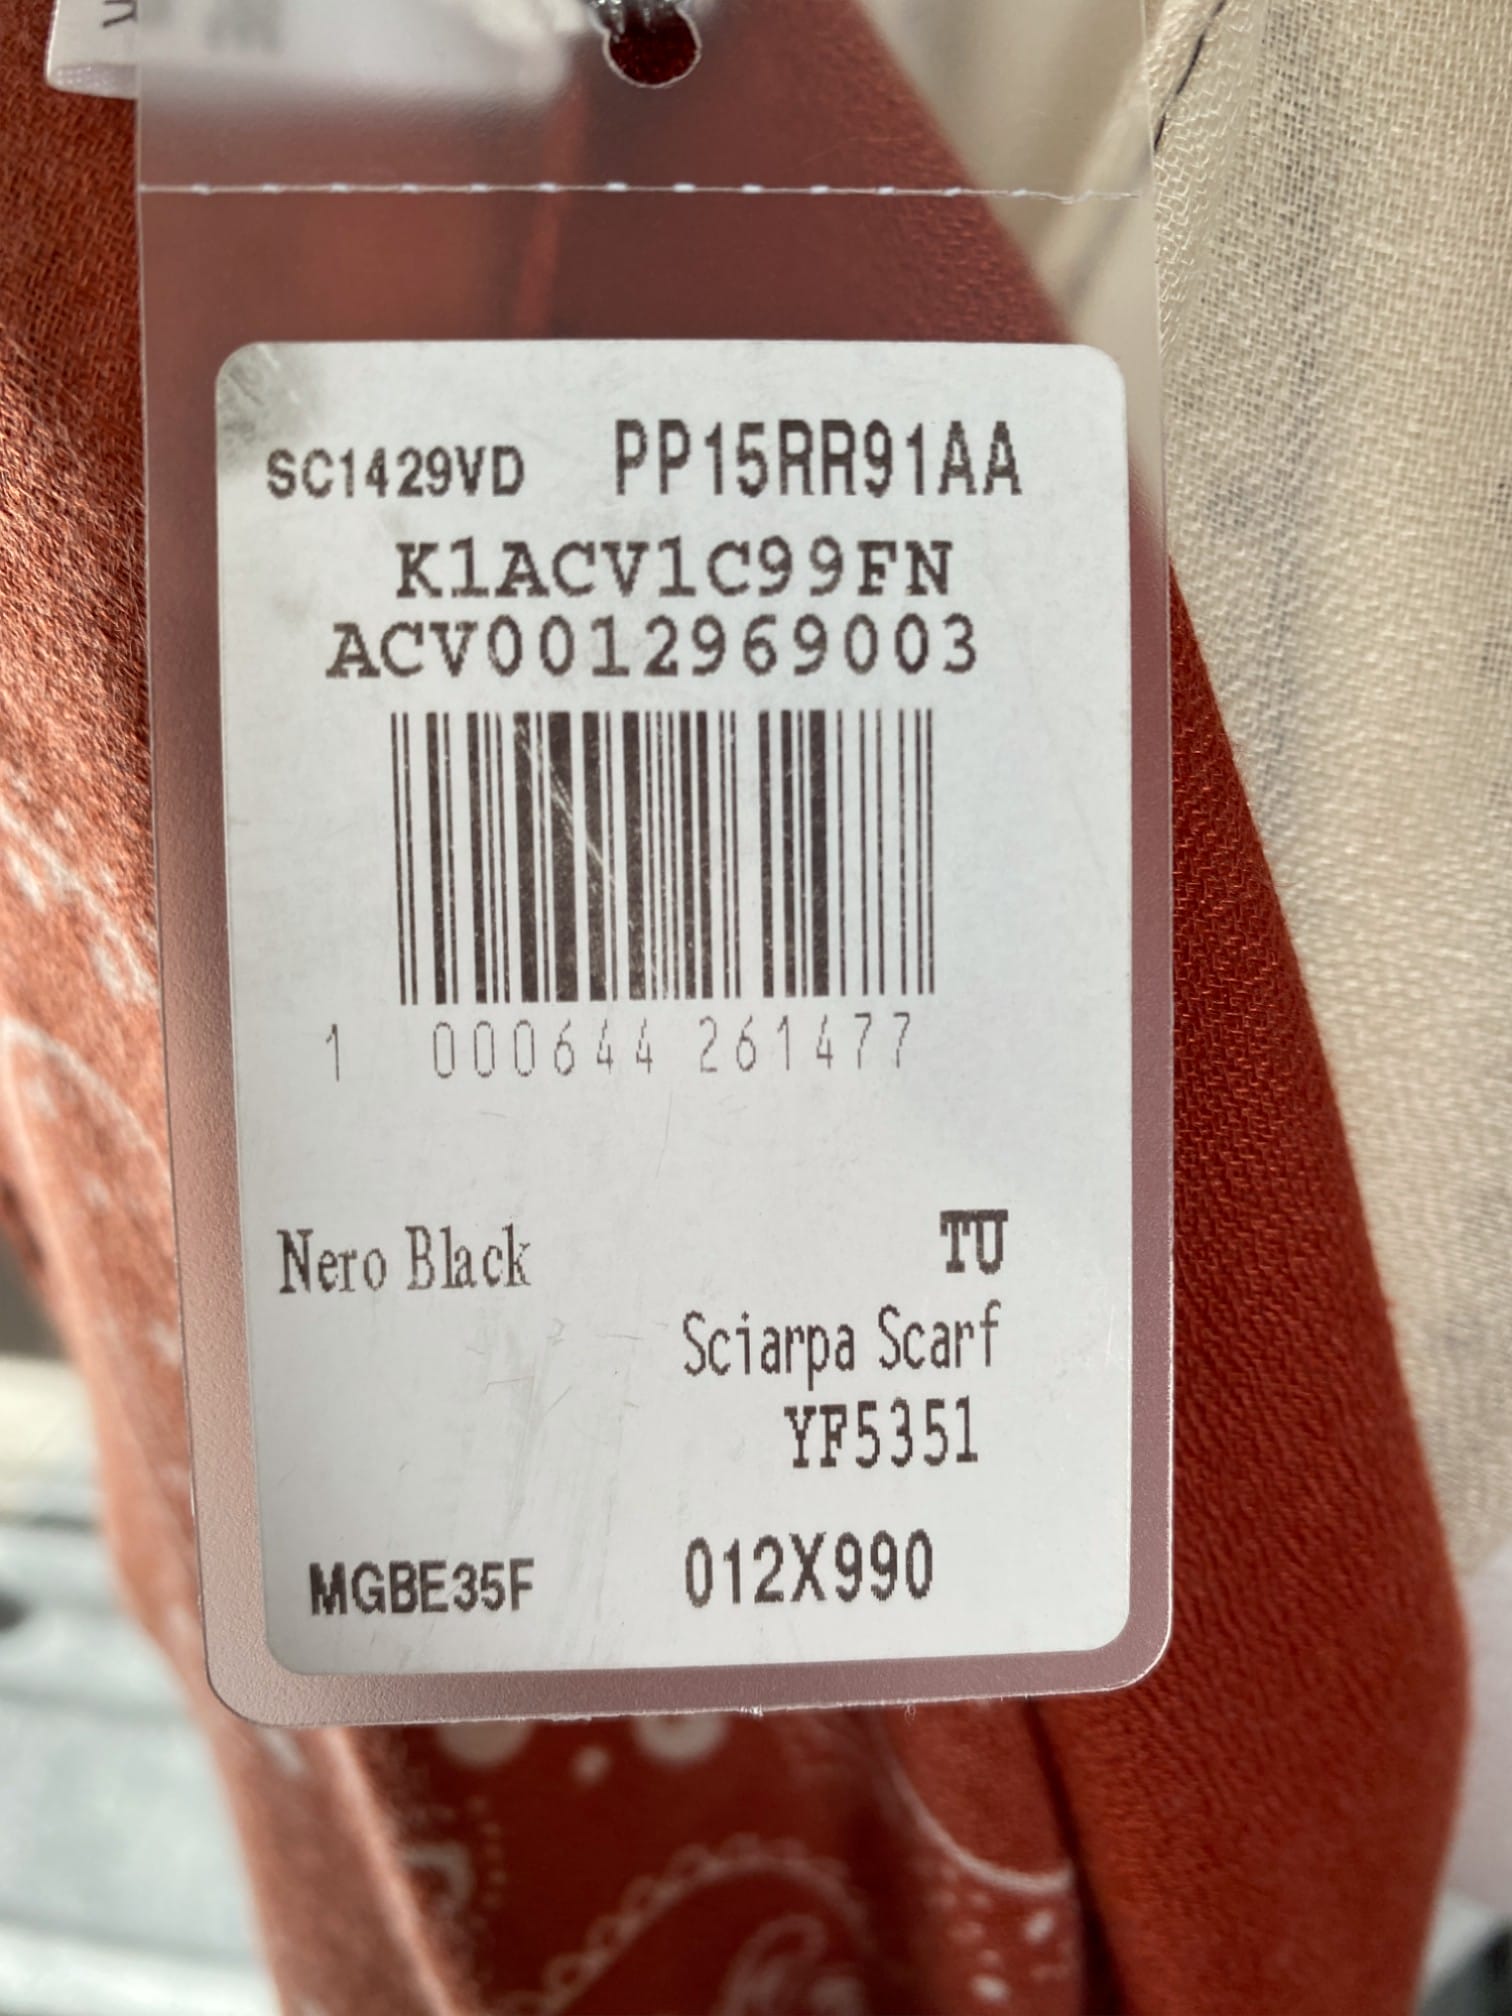 SC1429VD PP15RR91AA
K1ACV1C99FN
ACV0012969003
1 000644 261477
Nero Black TU
Sciarpa Scarf
YF5351
MGBE35F 012X990